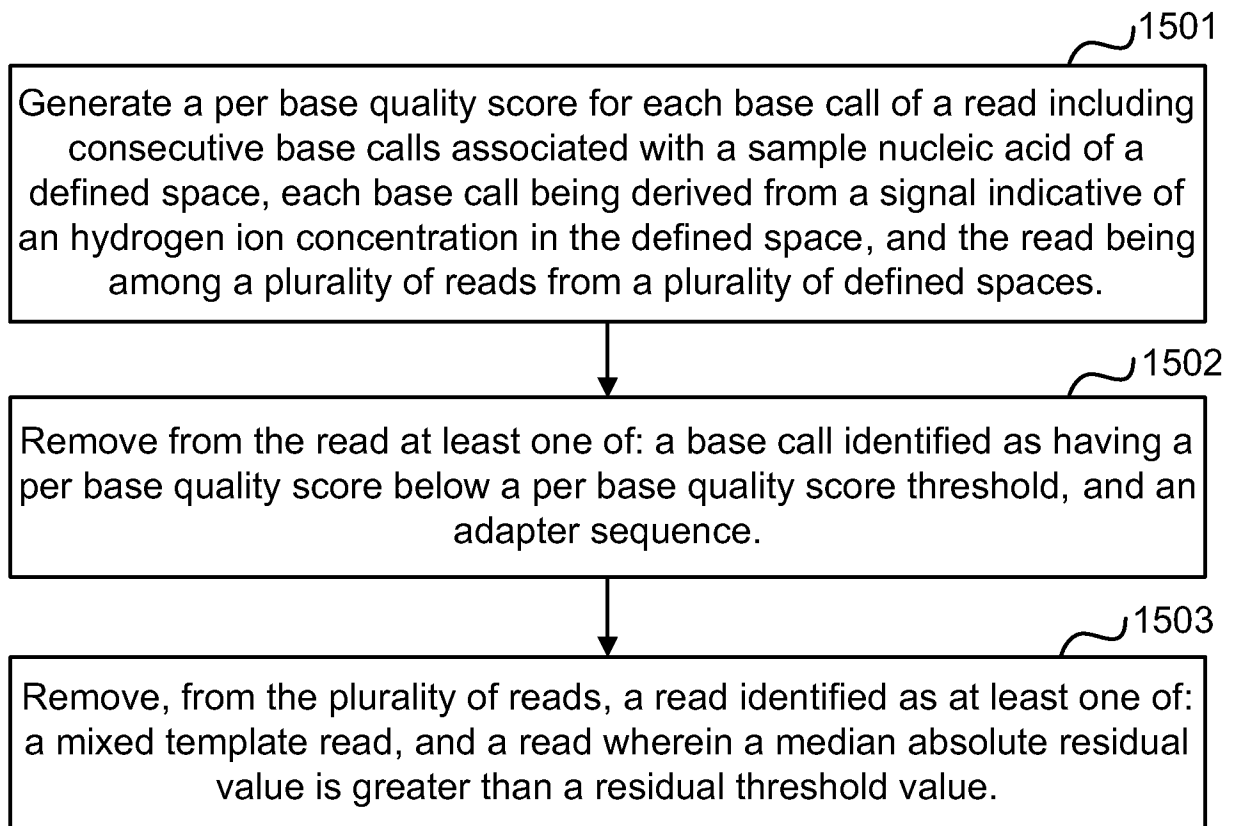 1501
Generate a per base quality score for each base call of a read including
consecutive base calls associated with a sample nucleic acid of a
defined space, each base call being derived from a signal indicative of
an hydrogen ion concentration in the defined space, and the read being
among a plurality of reads from a plurality of defined spaces.
1502
Remove from the read at least one of: a base call identified as having a
per base quality score below a per base quality score threshold, and an
adapter sequence.
1503
Remove, from the plurality of reads, a read identified as at least one of:
a mixed template read, and a read wherein a median absolute residual
value is greater than a residual threshold value.